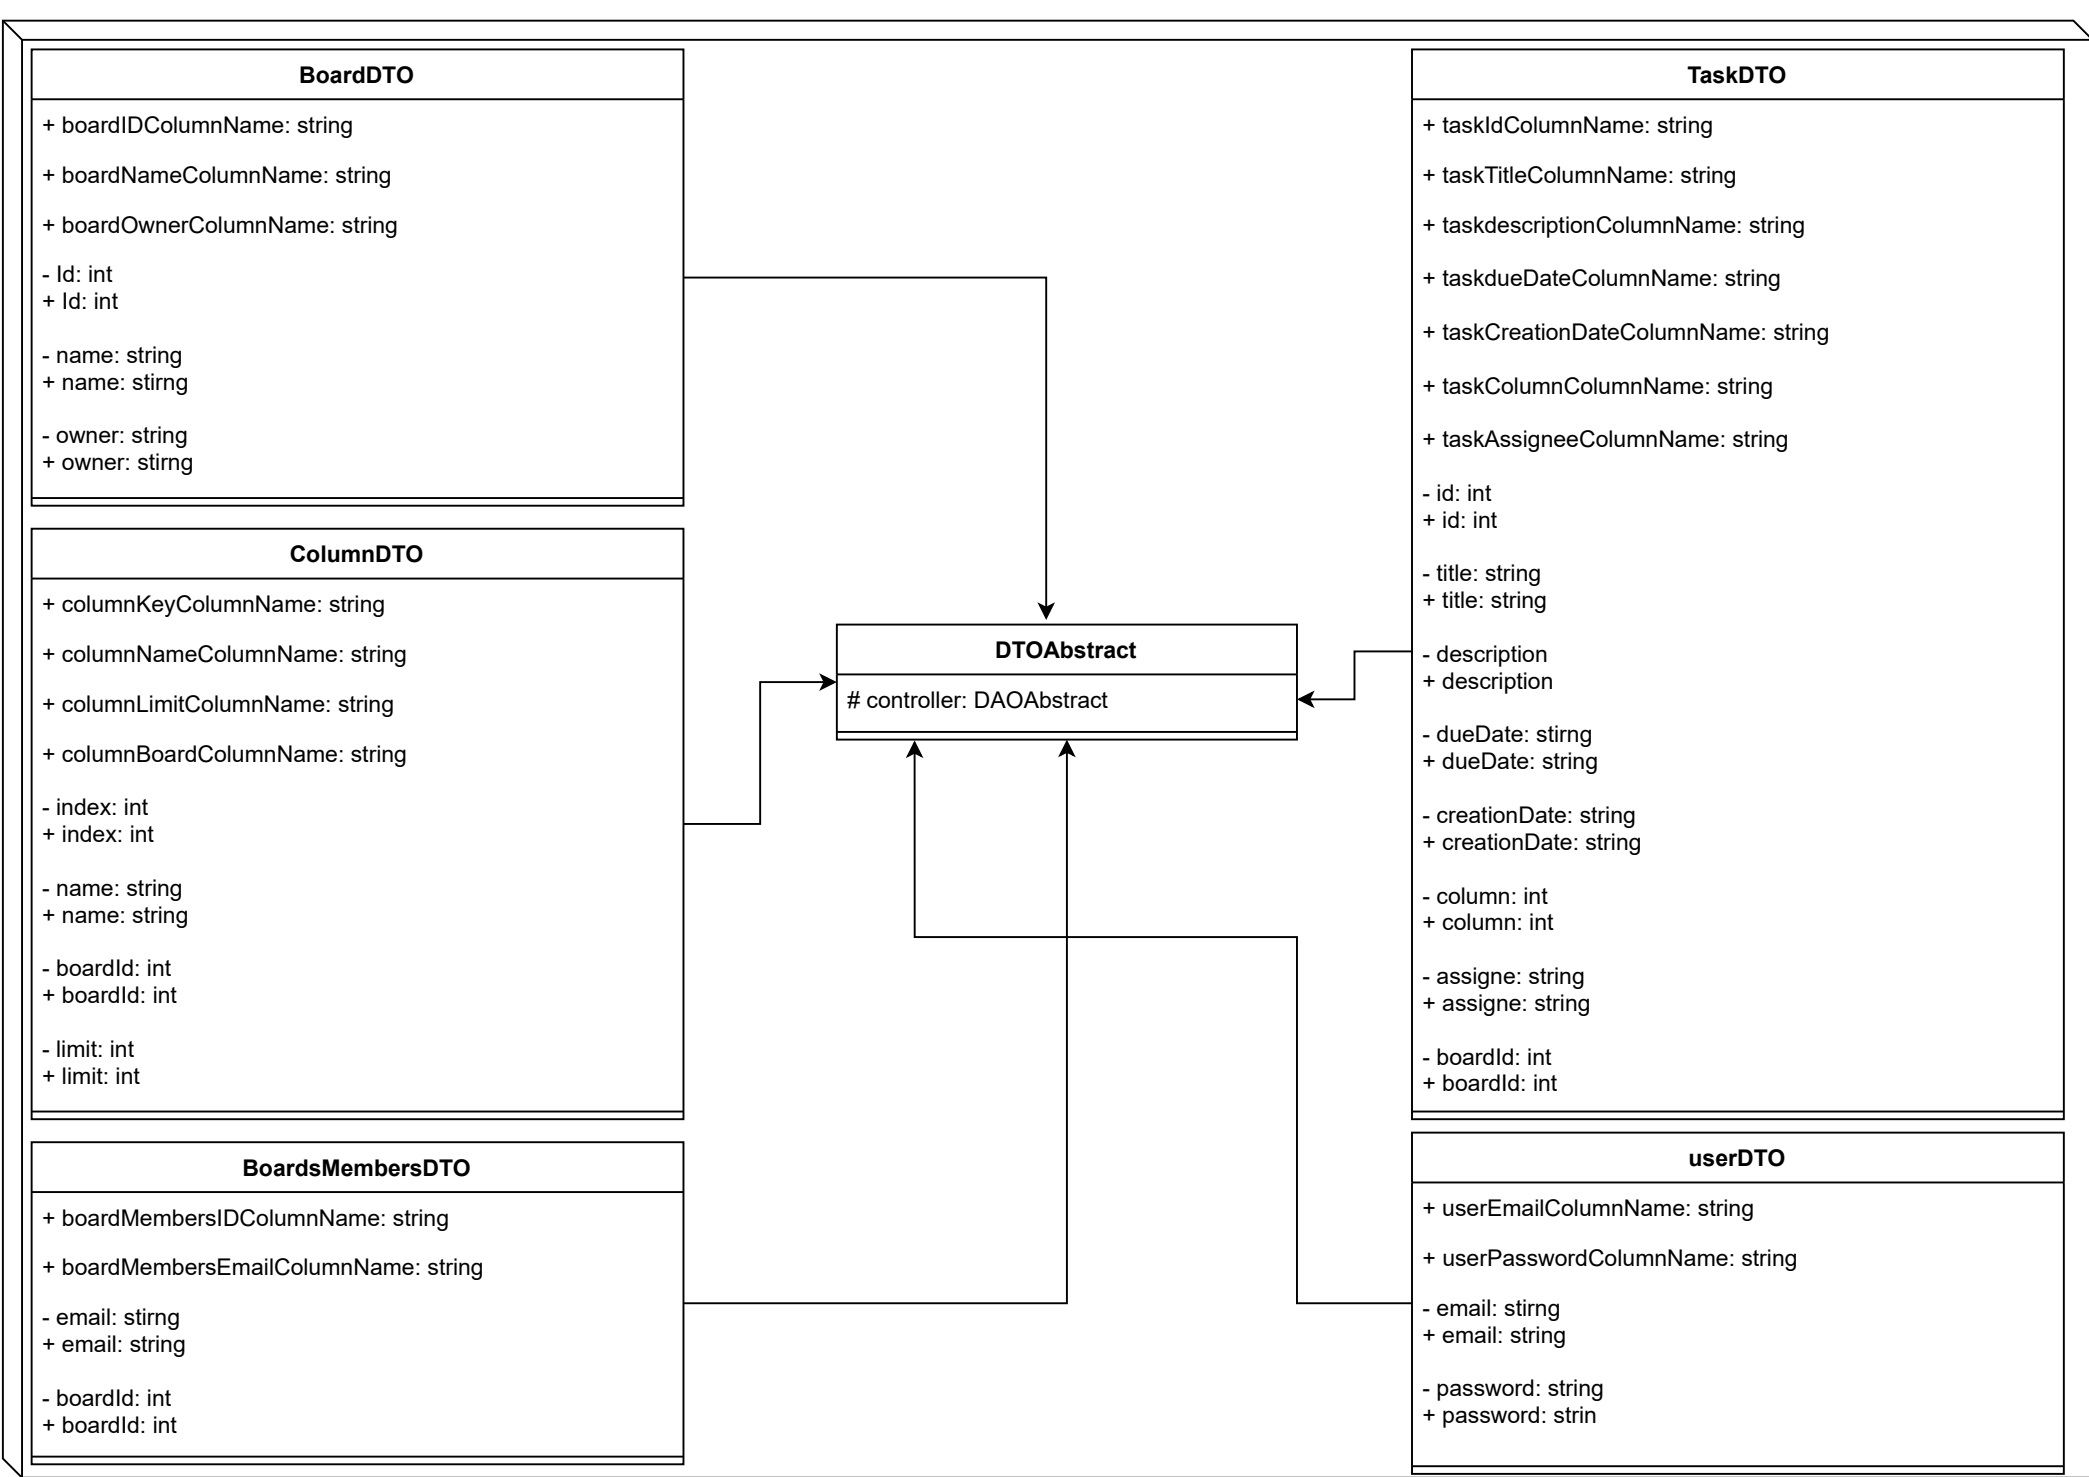 BoardDTO
+ boardIDColumnName: string
+ boardNameColumnName: string
+ boardOwnerColumnName: string
- Id: int
+ Id: int
- name: string
+ name: stirng
- owner: string
+ owner: stirng
ColumnDTO
+ columnKeyColumnName: string
+ columnNameColumnName: string
+ columnLimitColumnName: string
+ columnBoardColumnName: string
- index: int
+ index: int
- name: string
+ name: string
- boardId: int
+ boardId: int
- limit: int
+ limit: int
BoardsMembersDTO
+ boardMembersIDColumnName: string
+ boardMembersEmailColumnName: string
- email: stirng
+ email: string
- boardId: int
+ boardId: int
DTOAbstract
# controller: DAOAbstract
TaskDTO
+ taskIdColumnName: string
+ taskTitleColumnName: string
+ taskdescriptionColumnName: string
+ taskdueDateColumnName: string
+ taskCreationDateColumnName: string
+ taskColumnColumnName: string
+ taskAssigneeColumnName: string
- id: int
+ id: int
- title: string
+ title: string
- description
+ description
- dueDate: stirng
+ dueDate: string
- creationDate: string
+ creationDate: string
- column: int
+ column: int
- assigne: string
+ assigne: string
- boardId: int
+ boardId: int
userDTO
+ userEmailColumnName: string
+ userPasswordColumnName: string
- email: stirng
+ email: string
- password: string
+ password: strin